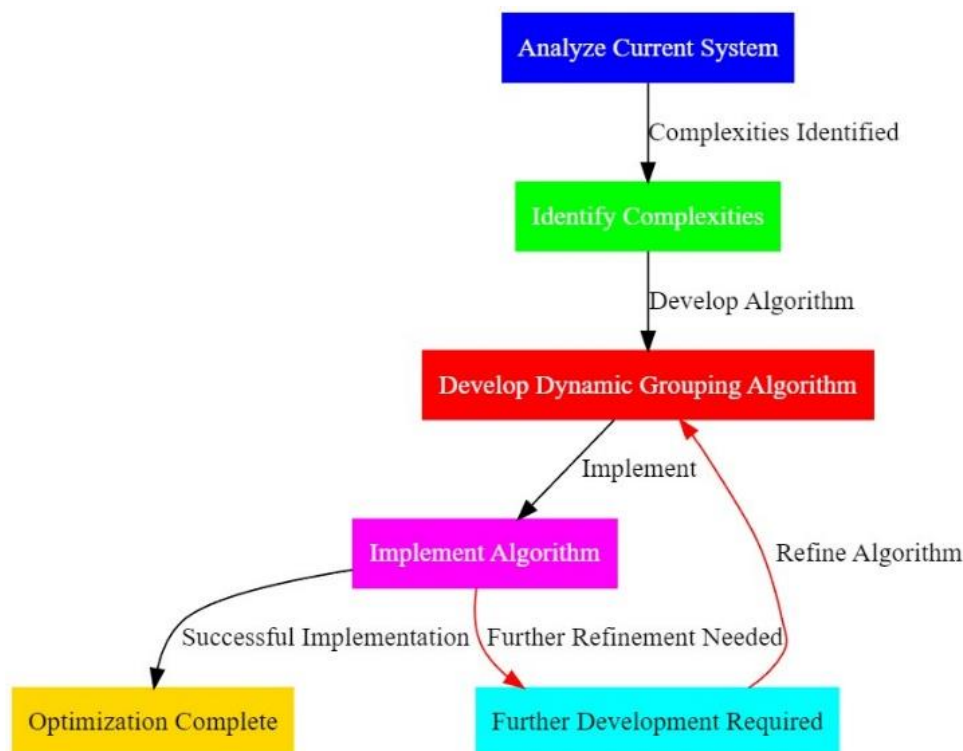 Analyze Current System
Complexities Identified
Identify Complexities
Develop Algorithm
Develop Dynamic Grouping Algorithm
Implement
Implement Algorithm
Refine Algorithm
Successful Implementation
Further Refinement Needed
Optimization Complete
Further Development Required